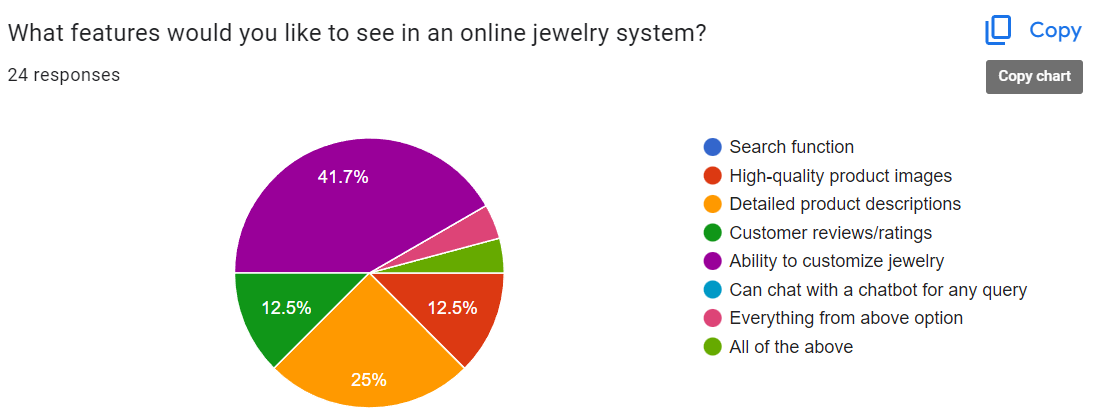 What features would you like to see in an online jewelry system?
Copy
24 responses
Copy chart
41.7%
12.5%
12.5%
25%
Search function
High-quality product images
Detailed product descriptions
Customer reviews/ratings
Ability to customize jewelry
Can chat with a chatbot for any query
Everything from above option
All of the above